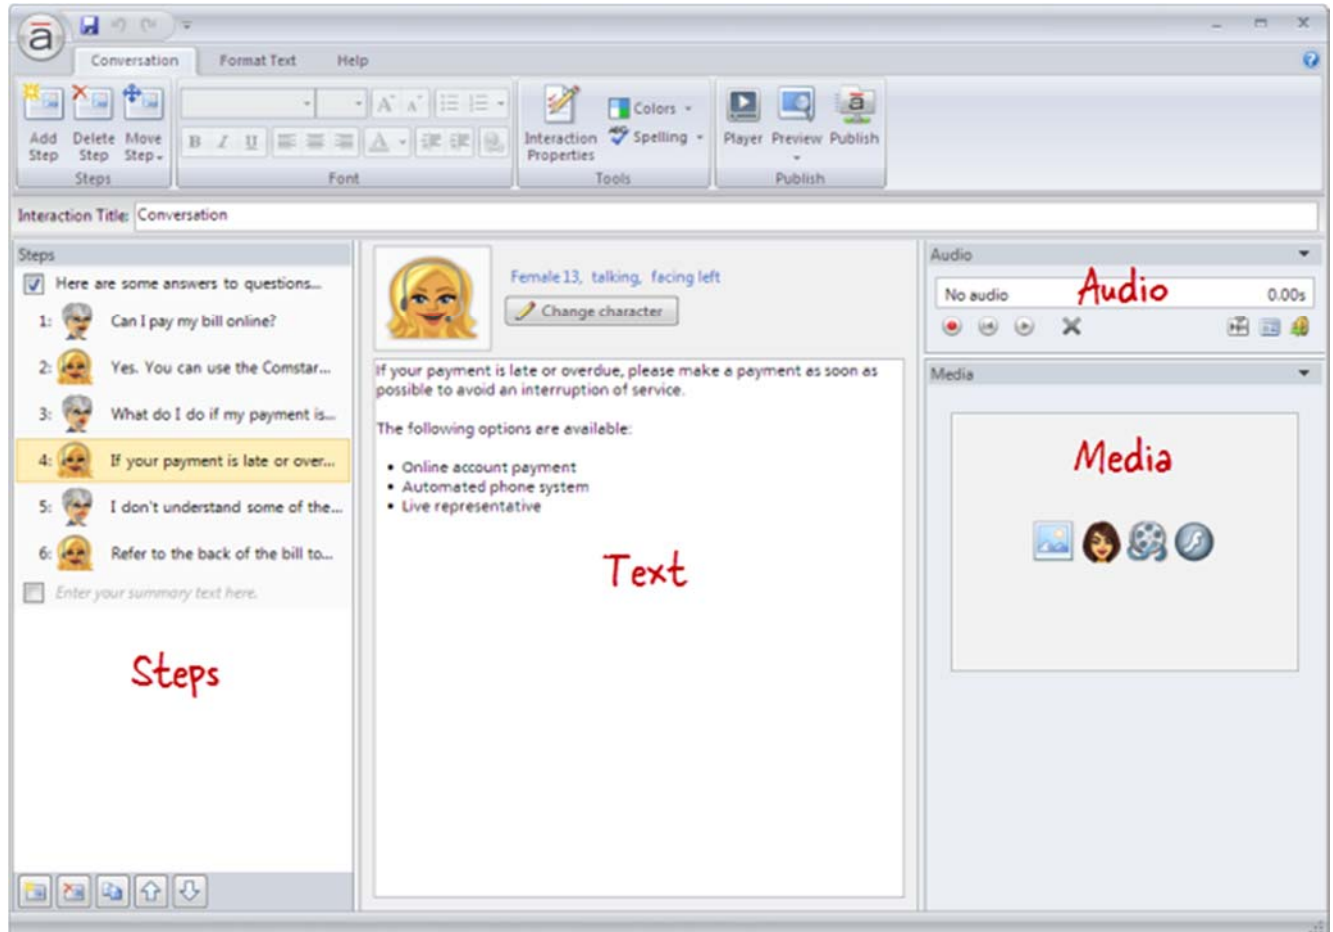 ā
Conversation Format Text Help
Add Step Delete Step Move Step
B I U A
Interaction Properties
Colors
Spelling
Player Preview Publish
Steps Font Tools Publish
Interaction Title: Conversation
Steps
Here are some answers to questions...
1: Can I pay my bill online?
2: Yes. You can use the Comstar...
3: What do I do if my payment is...
4: If your payment is late or over...
5: I don't understand some of the...
6: Refer to the back of the bill to...
Enter your summary text here.
Steps
Female 13, talking, facing left
Change character
If your payment is late or overdue, please make a payment as soon as
possible to avoid an interruption of service.
The following options are available:
• Online account payment
• Automated phone system
• Live representative
Text
Audio
No audio 0.00s
Audio
Media
Media